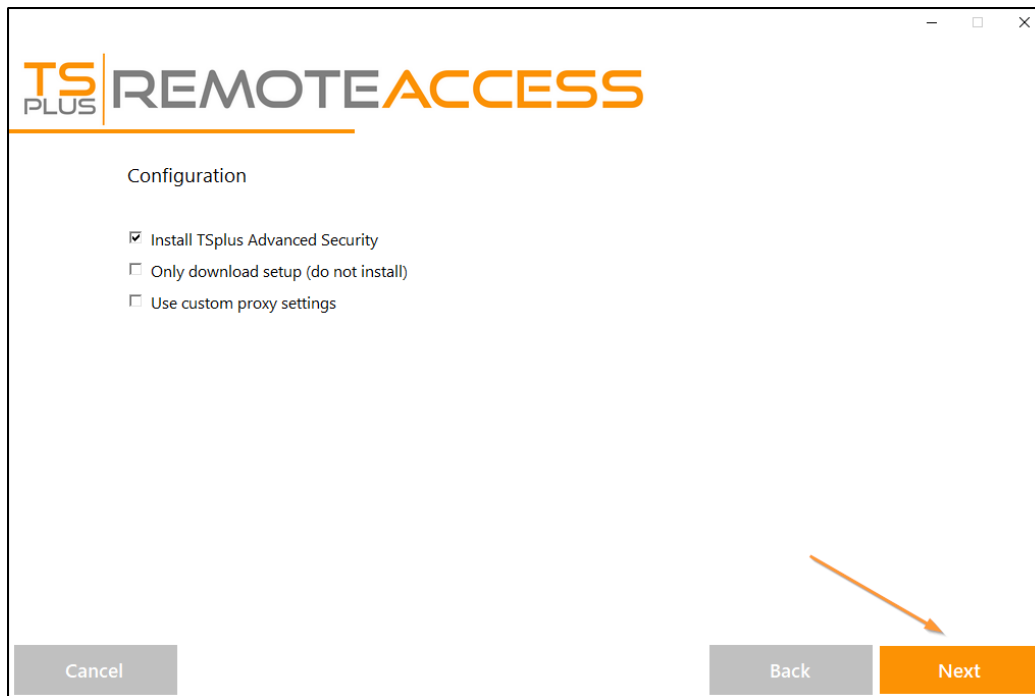 TS
PLUS
REMOTEACCESS
Configuration
Install TSplus Advanced Security
Only download setup (do not install)
Use custom proxy settings
Cancel
Back
Next